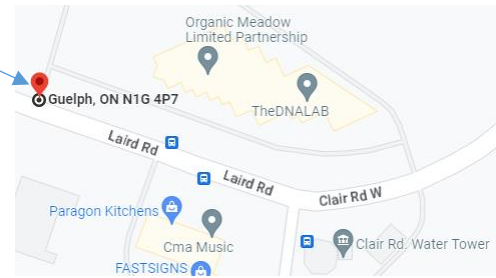 Organic Meadow
Limited Partnership
Guelph, ON N1G 4P7
TheDNALAB
Laird Rd
Laird Rd
Clair Rd W
Paragon Kitchens
Cma Music
Clair Rd. Water Tower
FASTSIGNS